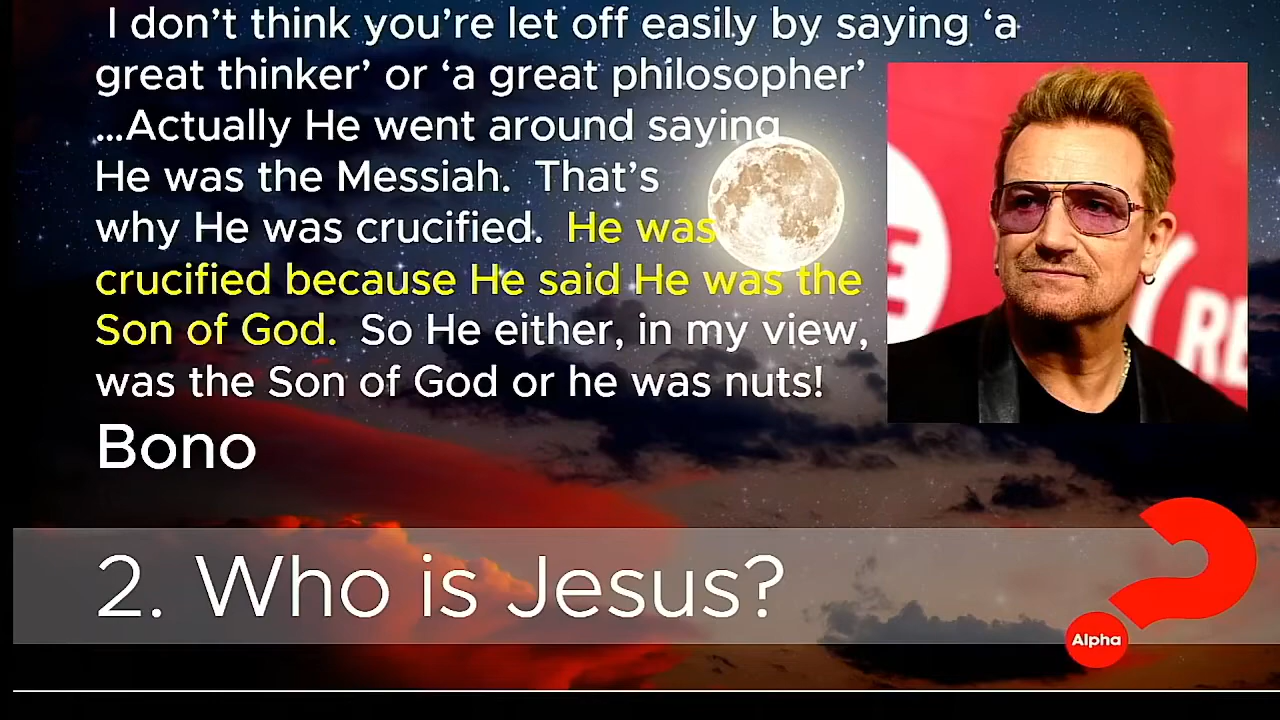 I don’t think you’re let off easily by saying ‘a
great thinker’ or ‘a great philosopher’
...Actually He went around saying
He was the Messiah.  That’s
why He was crucified.  He was
crucified because He said He was the
Son of God.  So He either, in my view,
was the Son of God or he was nuts!
Bono
2. Who is Jesus?
Alpha